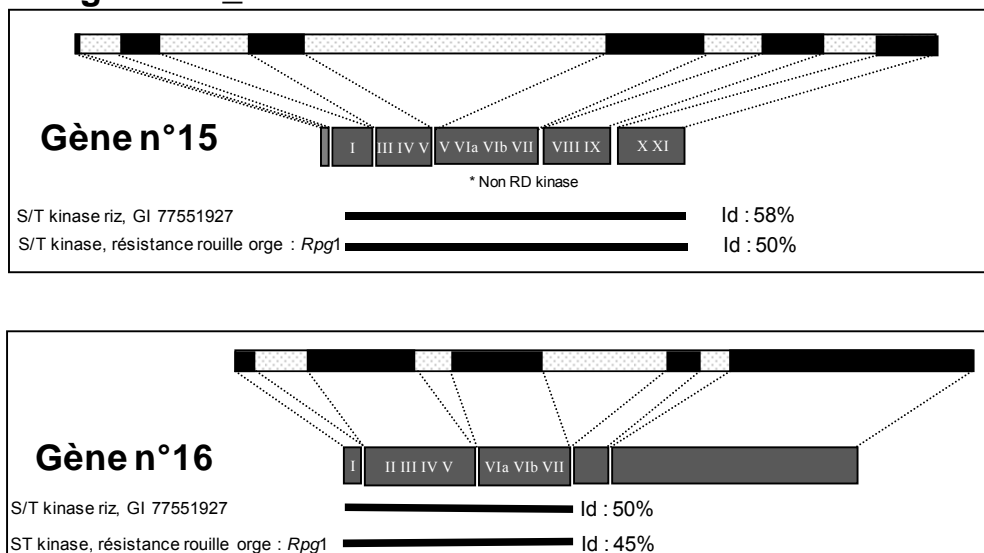 Gène n°15
I III IV V V VIa VIb VII VIII IX X XI
* Non RD kinase
S/T kinase riz, GI 77551927 Id : 58%
S/T kinase, résistance rouille orge : Rpg1 Id : 50%
Gène n°16
I II III IV V VIa VIb VII
S/T kinase riz, GI 77551927 Id : 50%
ST kinase, résistance rouille orge : Rpg1 Id : 45%